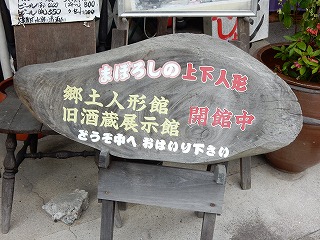 まぼろしの上下人形
郷土人形館
旧酒蔵展示館
開館中
どうぞ中へ おはいり下さい